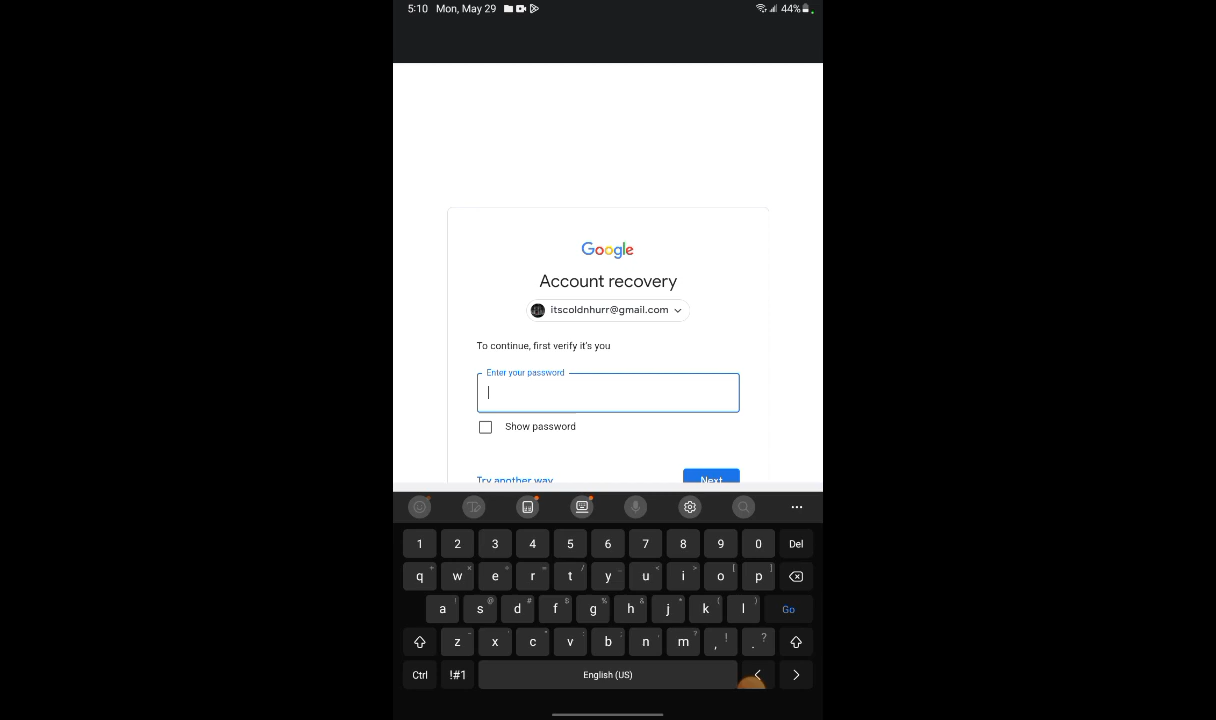 5:10 Mon, May 29 44%
Google
Account recovery
itscoldnhurr@gmail.com
To continue, first verify it's you
Enter your password
Show password
Try another way Next
1 2 3 4 5 6 7 8 9 0 Del
q w e r t y u i o p
a s d f g h j k l Go
z x c v b n m , ! . ?
Ctrl !#1 English (US) < >